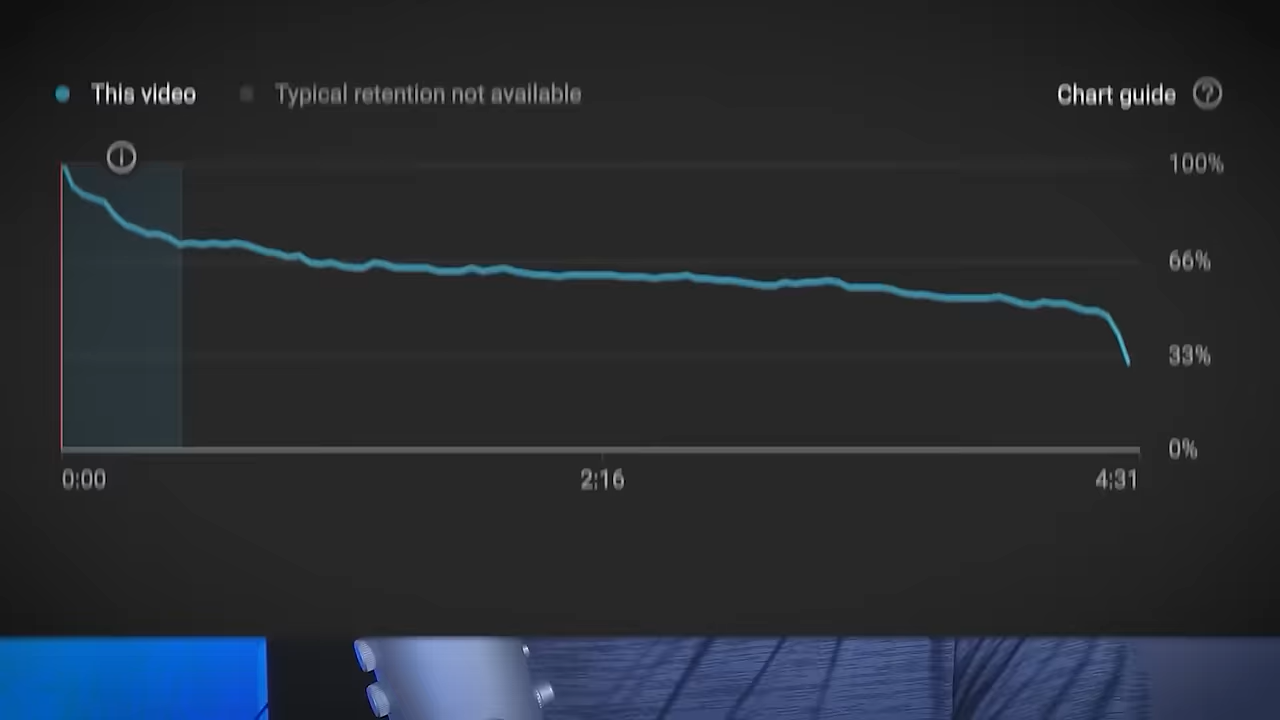 This video Typical retention not available Chart guide ?
100%
66%
33%
0%
0:00 2:16 4:31